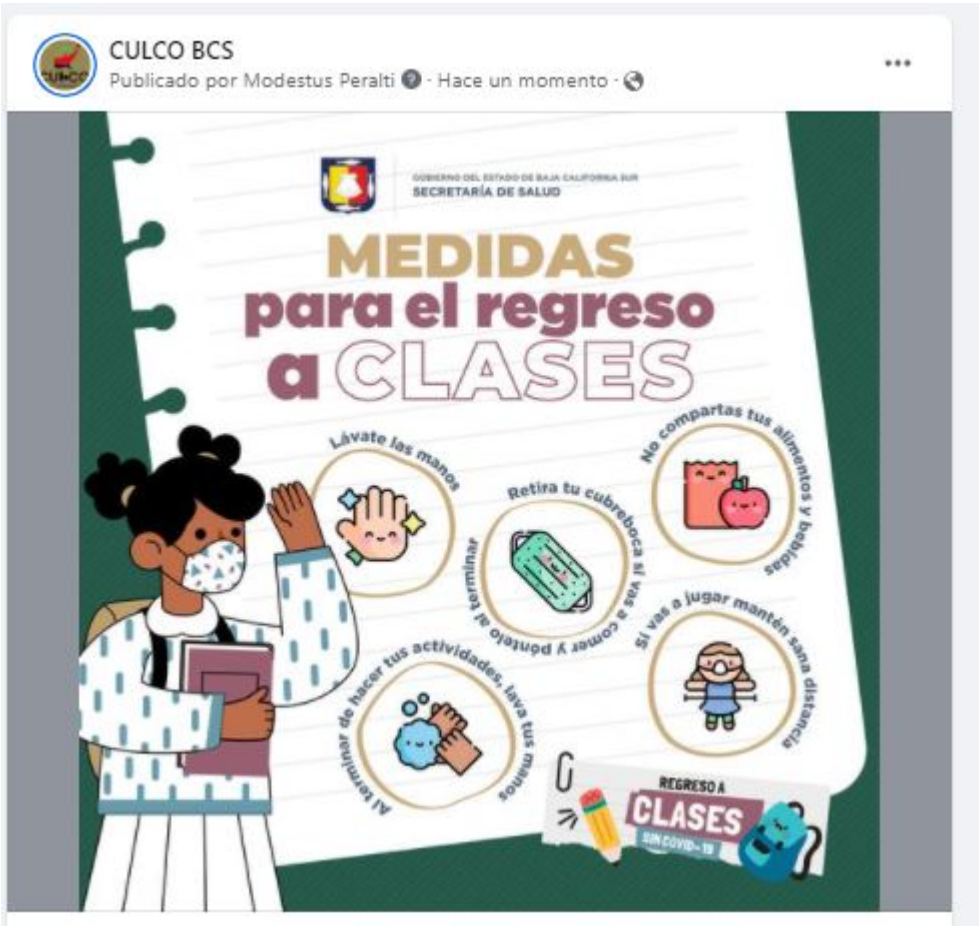 CULCO BCS
Publicado por Modestus Peralti · Hace un momento ·
CULCO
GOBIERNO DEL ESTADO DE BAJA CALIFORNIA SUR
SECRETARÍA DE SALUD
MEDIDAS
para el regreso
a CLASES
Lávate las manos
Retira tu cubreboca si vas a comer y póntelo al terminar
No compartas tus alimentos y bebidas
Al terminar de hacer tus actividades, lava tus manos
Si vas a jugar mantén sana distancia
REGRESO A
CLASES
SIN COVID-19